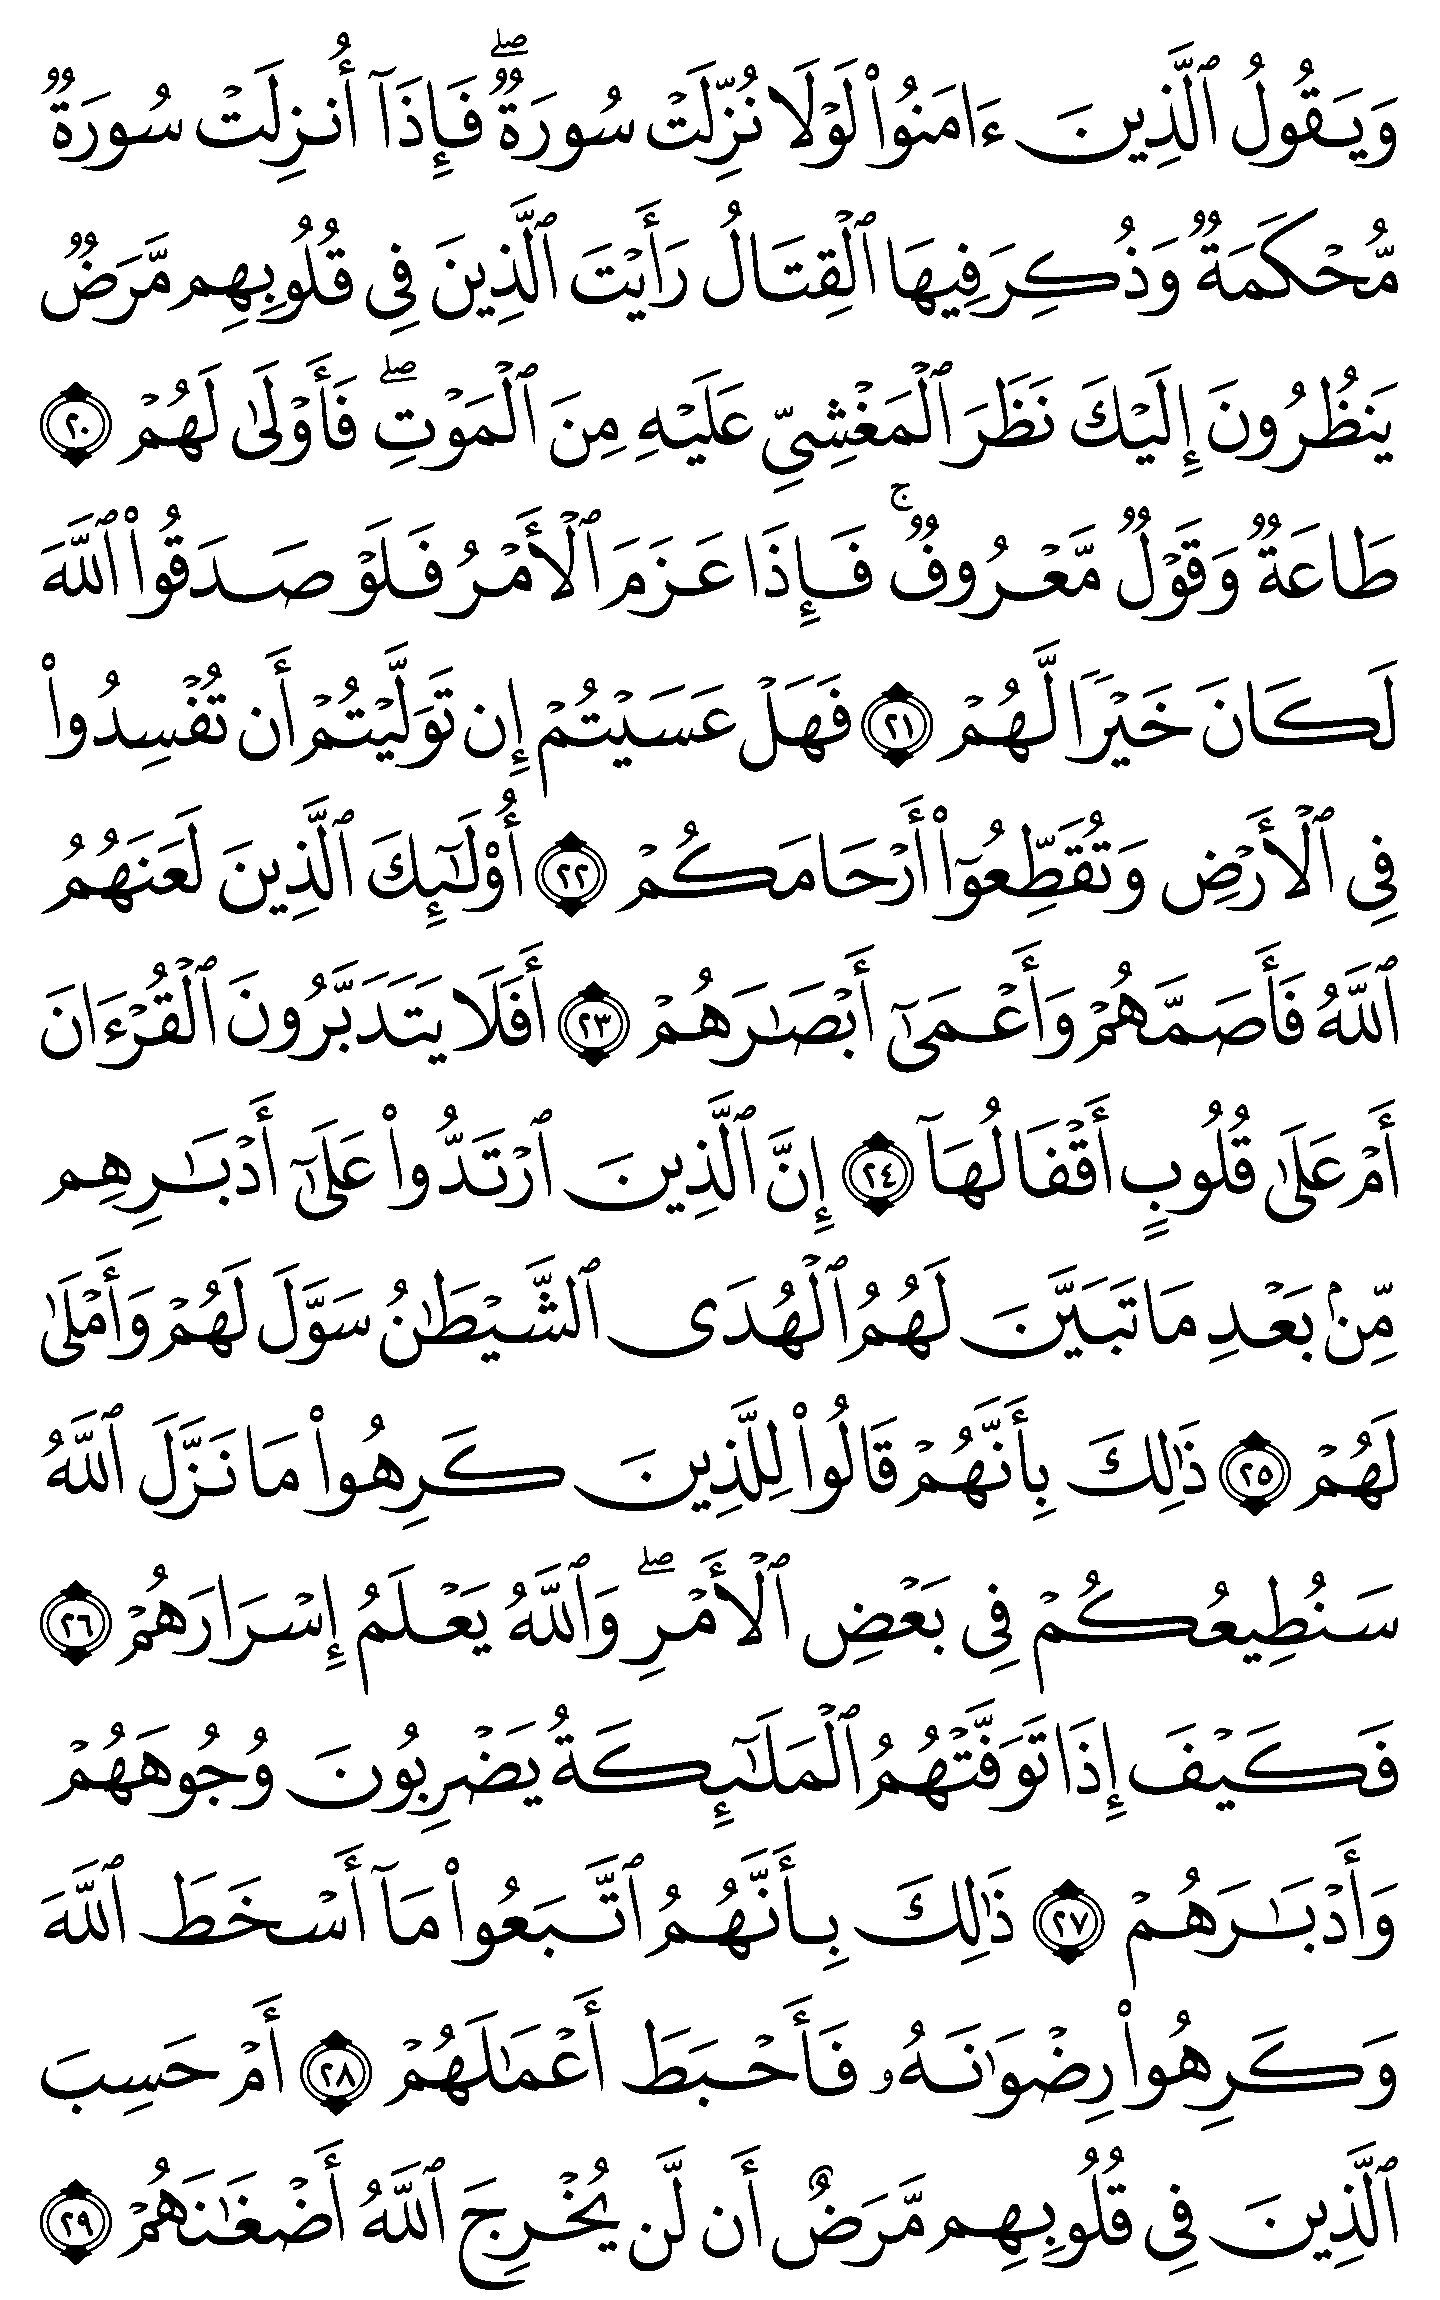 وَيَقُولُ ٱلَّذِينَ ءَامَنُوا۟ لَوْلَا نُزِّلَتْ سُورَةٌۭ ۖ فَإِذَآ أُنزِلَتْ سُورَةٌۭ
مُّحْكَمَةٌۭ وَذُكِرَ فِيهَا ٱلْقِتَالُ رَأَيْتَ ٱلَّذِينَ فِى قُلُوبِهِم مَّرَضٌۭ
يَنظُرُونَ إِلَيْكَ نَظَرَ ٱلْمَغْشِىِّ عَلَيْهِ مِنَ ٱلْمَوْتِ ۖ فَأَوْلَىٰ لَهُمْ ٢٠
طَاعَةٌۭ وَقَوْلٌۭ مَّعْرُوفٌۭ ۚ فَإِذَا عَزَمَ ٱلْأَمْرُ فَلَوْ صَدَقُوا۟ ٱللَّهَ
لَكَانَ خَيْرًۭا لَّهُمْ ٢١ فَهَلْ عَسَيْتُمْ إِن تَوَلَّيْتُمْ أَن تُفْسِدُوا۟
فِى ٱلْأَرْضِ وَتُقَطِّعُوٓا۟ أَرْحَامَكُمْ ٢٢ أُو۟لَـٰٓئِكَ ٱلَّذِينَ لَعَنَهُمُ
ٱللَّهُ فَأَصَمَّهُمْ وَأَعْمَىٰٓ أَبْصَـٰرَهُمْ ٢٣ أَفَلَا يَتَدَبَّرُونَ ٱلْقُرْءَانَ
أَمْ عَلَىٰ قُلُوبٍ أَقْفَالُهَآ ٢٤ إِنَّ ٱلَّذِينَ ٱرْتَدُّوا۟ عَلَىٰٓ أَدْبَـٰرِهِم
مِّنۢ بَعْدِ مَا تَبَيَّنَ لَهُمُ ٱلْهُدَى ٱلشَّيْطَـٰنُ سَوَّلَ لَهُمْ وَأَمْلَىٰ
لَهُمْ ٢٥ ذَٰلِكَ بِأَنَّهُمْ قَالُوا۟ لِلَّذِينَ كَرِهُوا۟ مَا نَزَّلَ ٱللَّهُ
سَنُطِيعُكُمْ فِى بَعْضِ ٱلْأَمْرِ ۖ وَٱللَّهُ يَعْلَمُ إِسْرَارَهُمْ ٢٦
فَكَيْفَ إِذَا تَوَفَّتْهُمُ ٱلْمَلَـٰٓئِكَةُ يَضْرِبُونَ وُجُوهَهُمْ
وَأَدْبَـٰرَهُمْ ٢٧ ذَٰلِكَ بِأَنَّهُمُ ٱتَّبَعُوا۟ مَآ أَسْخَطَ ٱللَّهَ
وَكَرِهُوا۟ رِضْوَٰنَهُۥ فَأَحْبَطَ أَعْمَـٰلَهُمْ ٢٨ أَمْ حَسِبَ
ٱلَّذِينَ فِى قُلُوبِهِم مَّرَضٌ أَن لَّن يُخْرِجَ ٱللَّهُ أَضْغَـٰنَهُمْ ٢٩